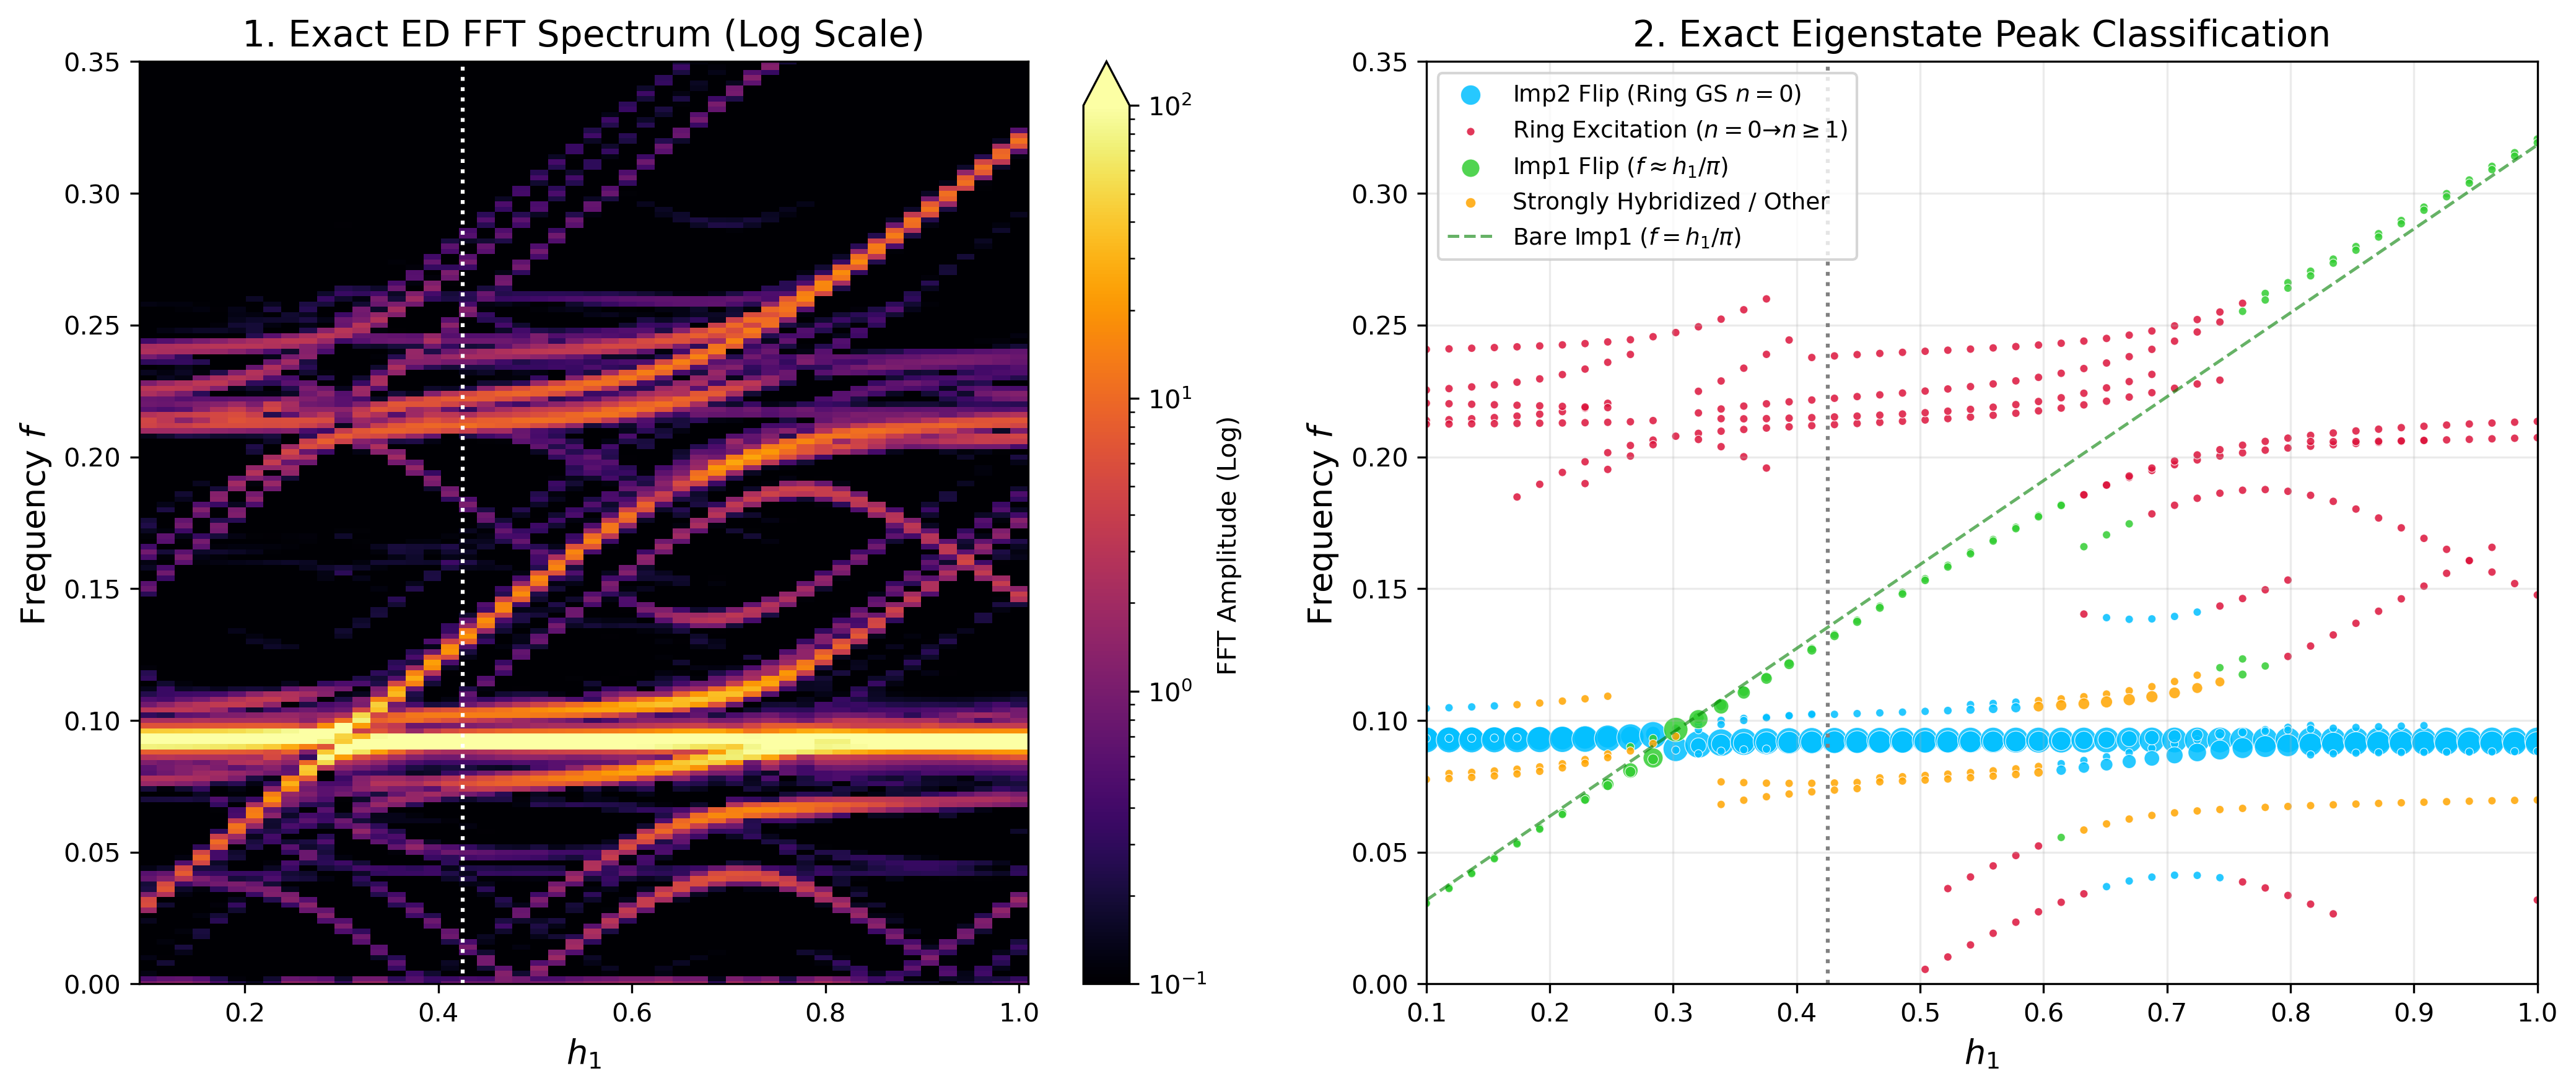 1. Exact ED FFT Spectrum (Log Scale)
0.35
0.30
0.25
0.20
0.15
0.10
0.05
0.00
Frequency f
0.2
0.4
0.6
0.8
1.0
h₁
10²
10¹
10⁰
10⁻¹
FFT Amplitude (Log)
2. Exact Eigenstate Peak Classification
Imp2 Flip (Ring GS n = 0)
Ring Excitation (n = 0→n ≥ 1)
Imp1 Flip (f ≈ h₁/π)
Strongly Hybridized / Other
Bare Imp1 (f = h₁/π)
0.35
0.30
0.25
0.20
0.15
0.10
0.05
0.00
Frequency f
0.1
0.2
0.3
0.4
0.5
0.6
0.7
0.8
0.9
1.0
h₁